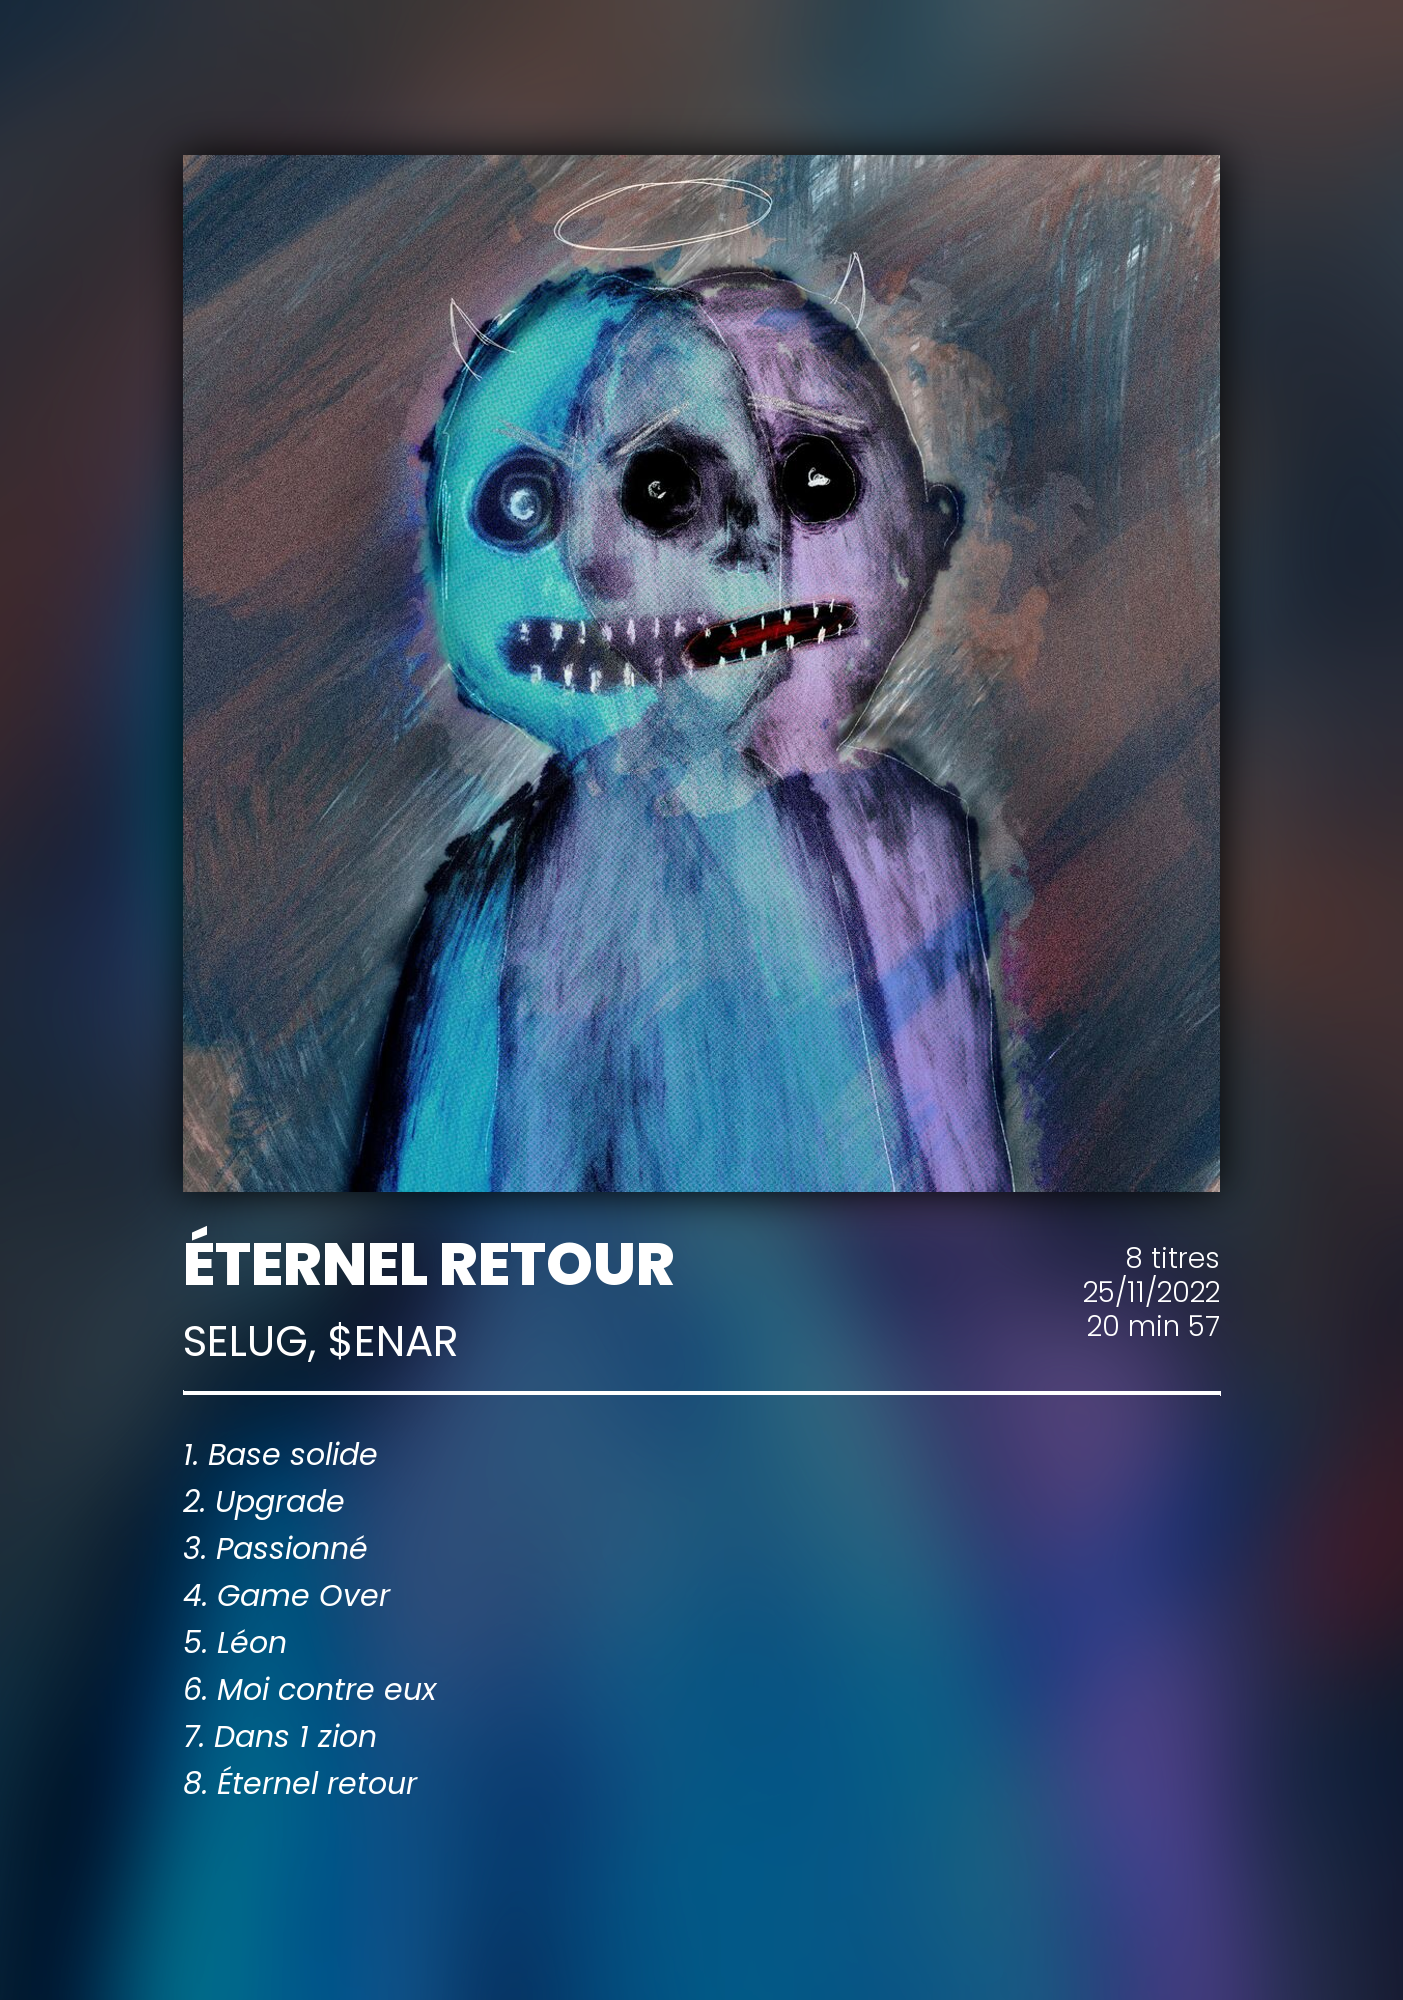 ÉTERNEL RETOUR
SELUG, $ENAR
8 titres
25/11/2022
20 min 57
1. Base solide
2. Upgrade
3. Passionné
4. Game Over
5. Léon
6. Moi contre eux
7. Dans 1 zion
8. Éternel retour